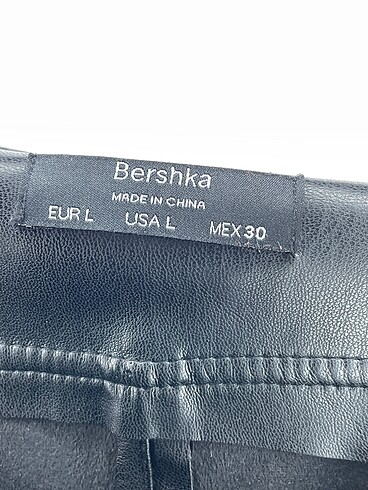 Bershka
MADE IN CHINA
EUR L USA L MEX 30